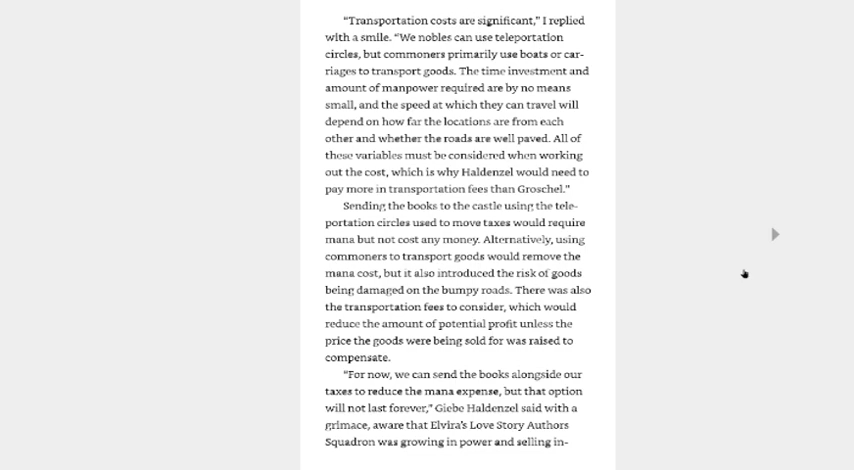 “Transportation costs are significant,” I replied
with a smile. “We nobles can use teleportation
circles, but commoners primarily use boats or car-
riages to transport goods. The time investment and
amount of manpower required are by no means
small, and the speed at which they can travel will
depend on how far the locations are from each
other and whether the roads are well paved. All of
these variables must be considered when working
out the cost, which is why Haldenzel would need to
pay more in transportation fees than Groschel.”
Sending the books to the castle using the tele-
portation circles used to move taxes would require
mana but not cost any money. Alternatively, using
commoners to transport goods would remove the
mana cost, but it also introduced the risk of goods
being damaged on the bumpy roads. There was also
the transportation fees to consider, which would
reduce the amount of potential profit unless the
price the goods were being sold for was raised to
compensate.
“For now, we can send the books alongside our
taxes to reduce the mana expense, but that option
will not last forever,” Giebe Haldenzel said with a
grimace, aware that Elvira’s Love Story Authors
Squadron was growing in power and selling in-